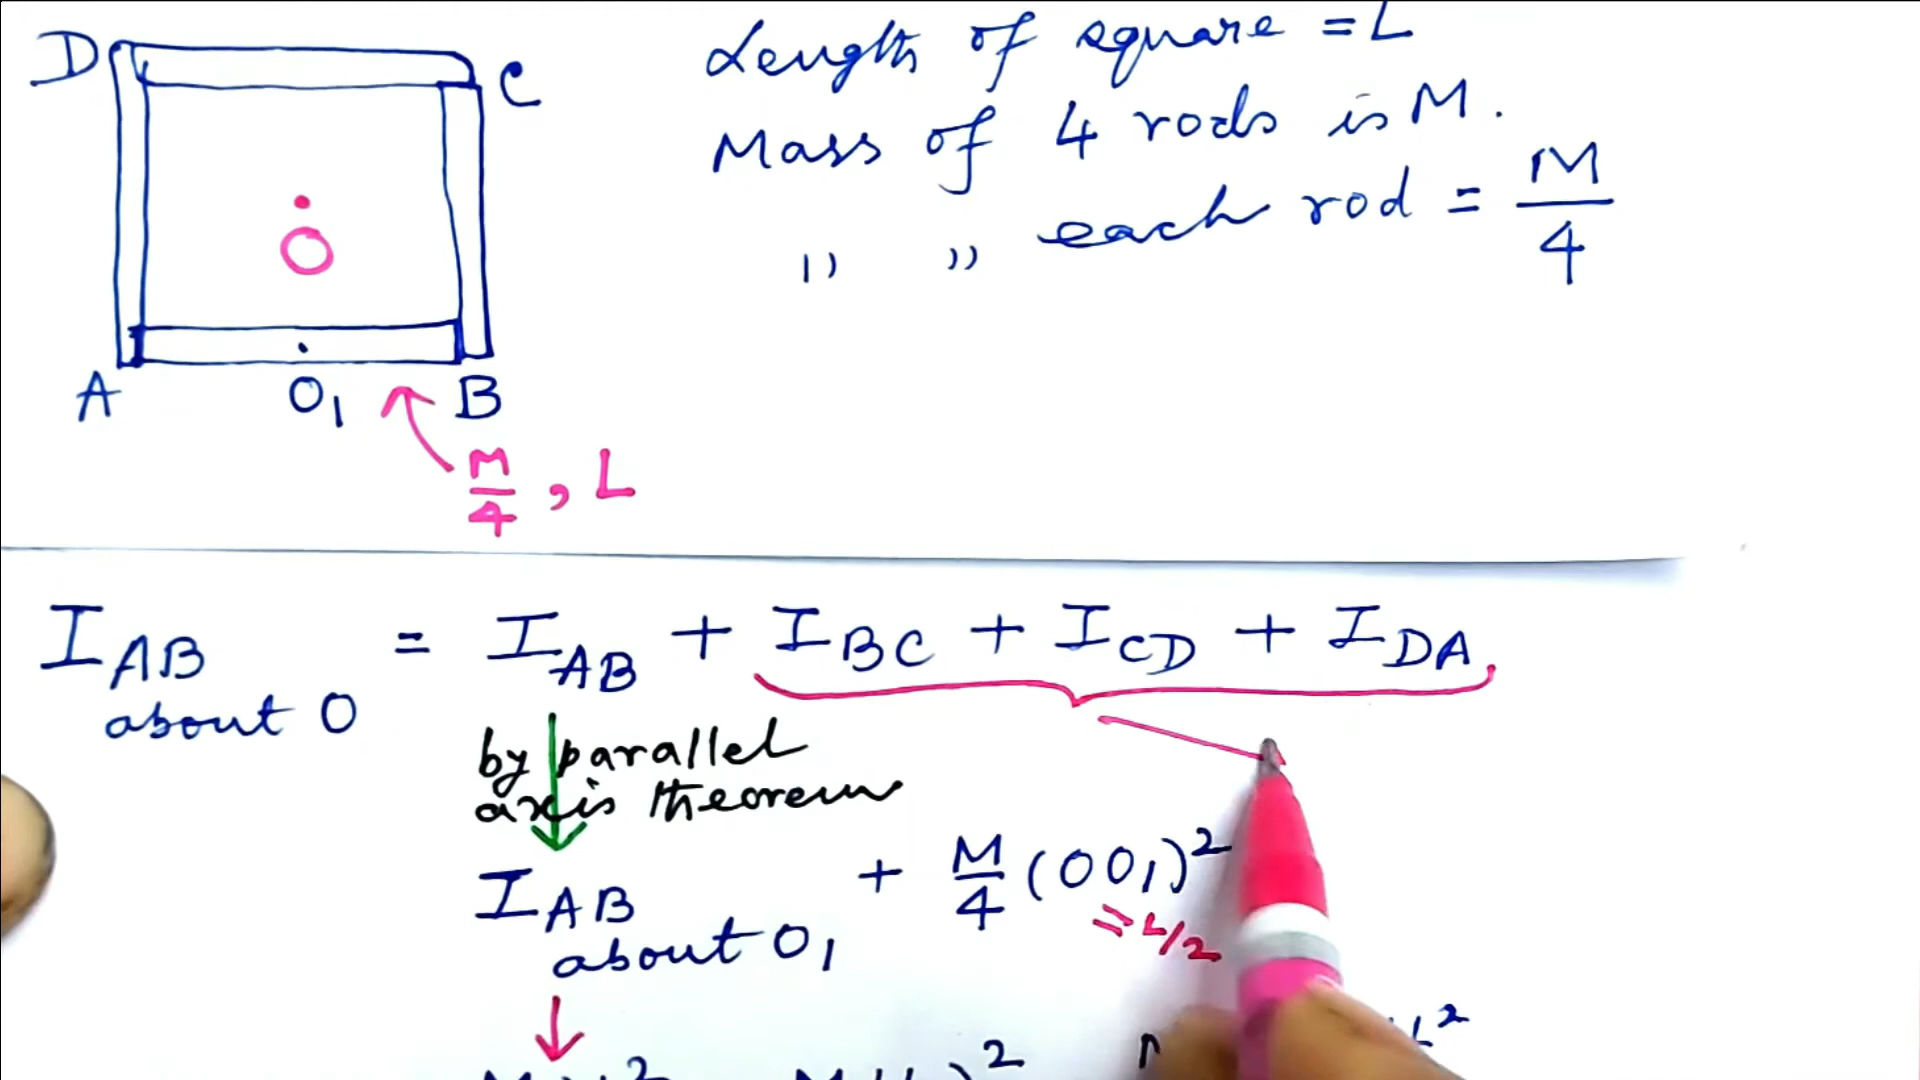 D
C
O
A O₁ B
M/4, L
Length of square = L
Mass of 4 rods is M.
" " each rod = M/4
I_AB about O = I_AB + I_BC + I_CD + I_DA
by parallel
axis theorem
I_AB about O₁ + M/4 (OO₁)²
= L/2